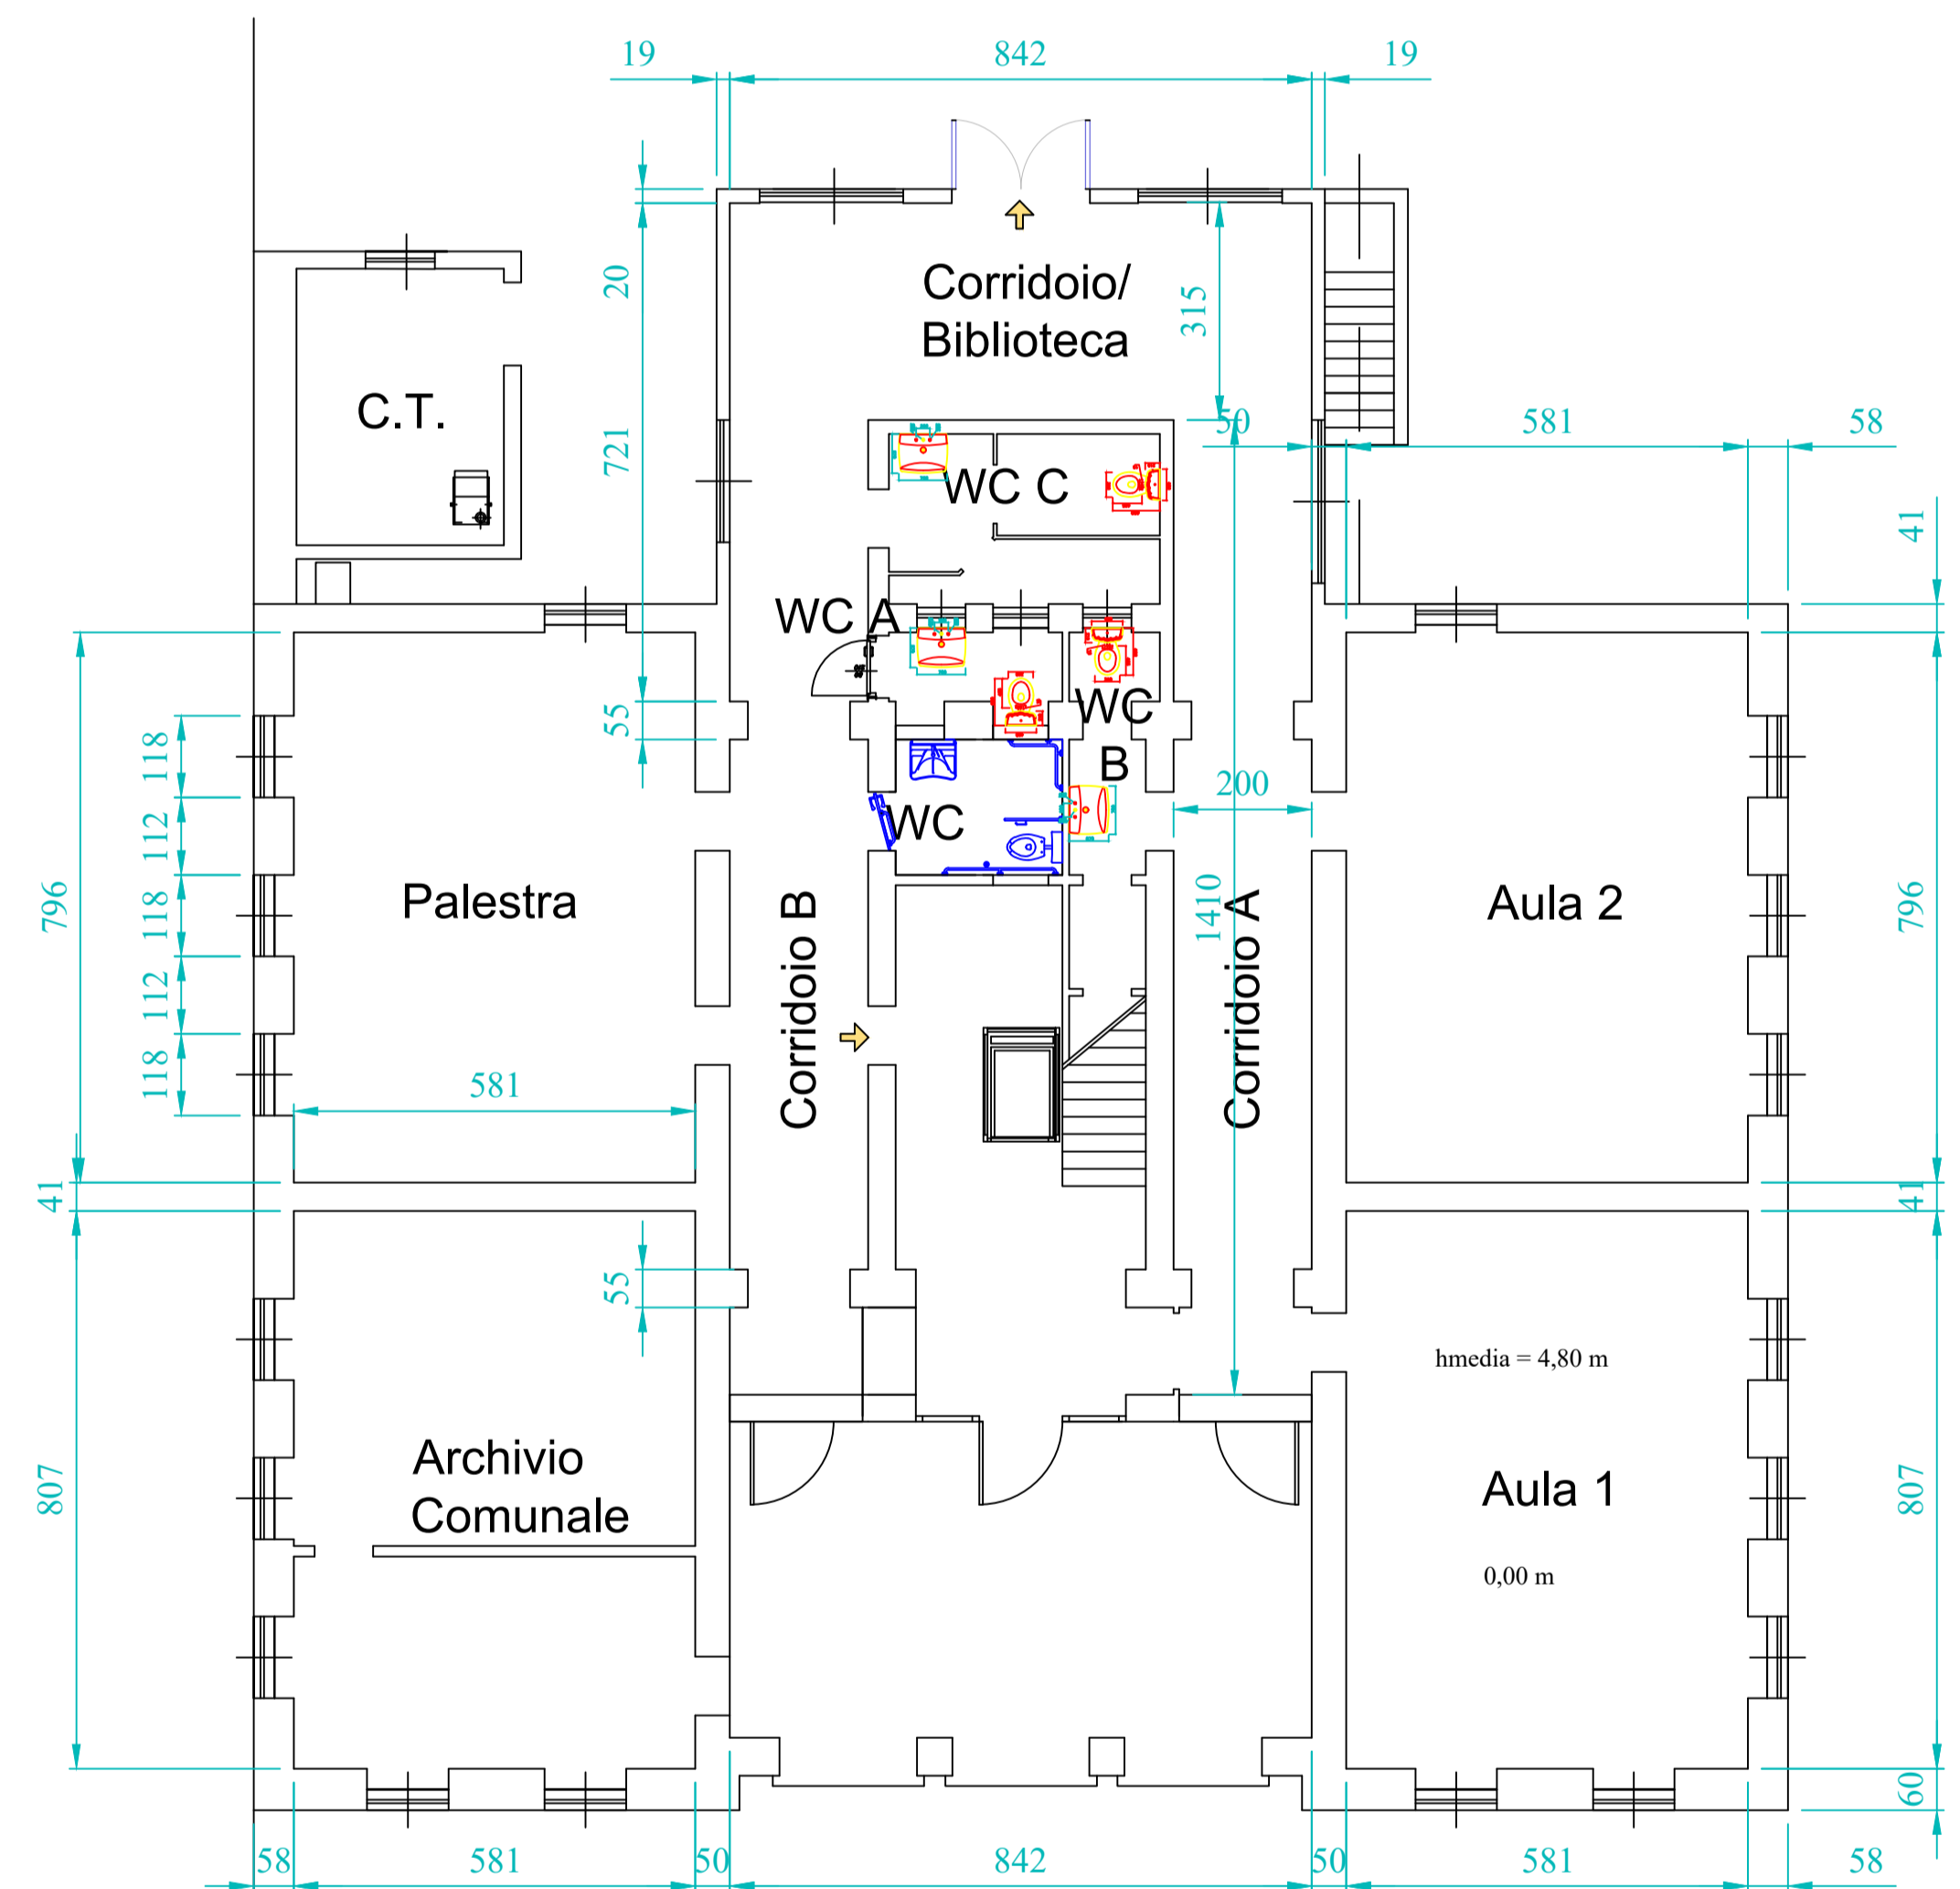 19
842
19
20
Corridoio/
Biblioteca
315
C.T.
721
50
581
58
WC C
41
WC A
55
WC
B
118
200
WC
112
796
Palestra
118
Corridoio B
1410
Corridoio A
Aula 2
796
112
118
581
41
41
55
hmedia = 4,80 m
Archivio
Comunale
807
Aula 1
807
0,00 m
60
58
581
50
842
50
581
58